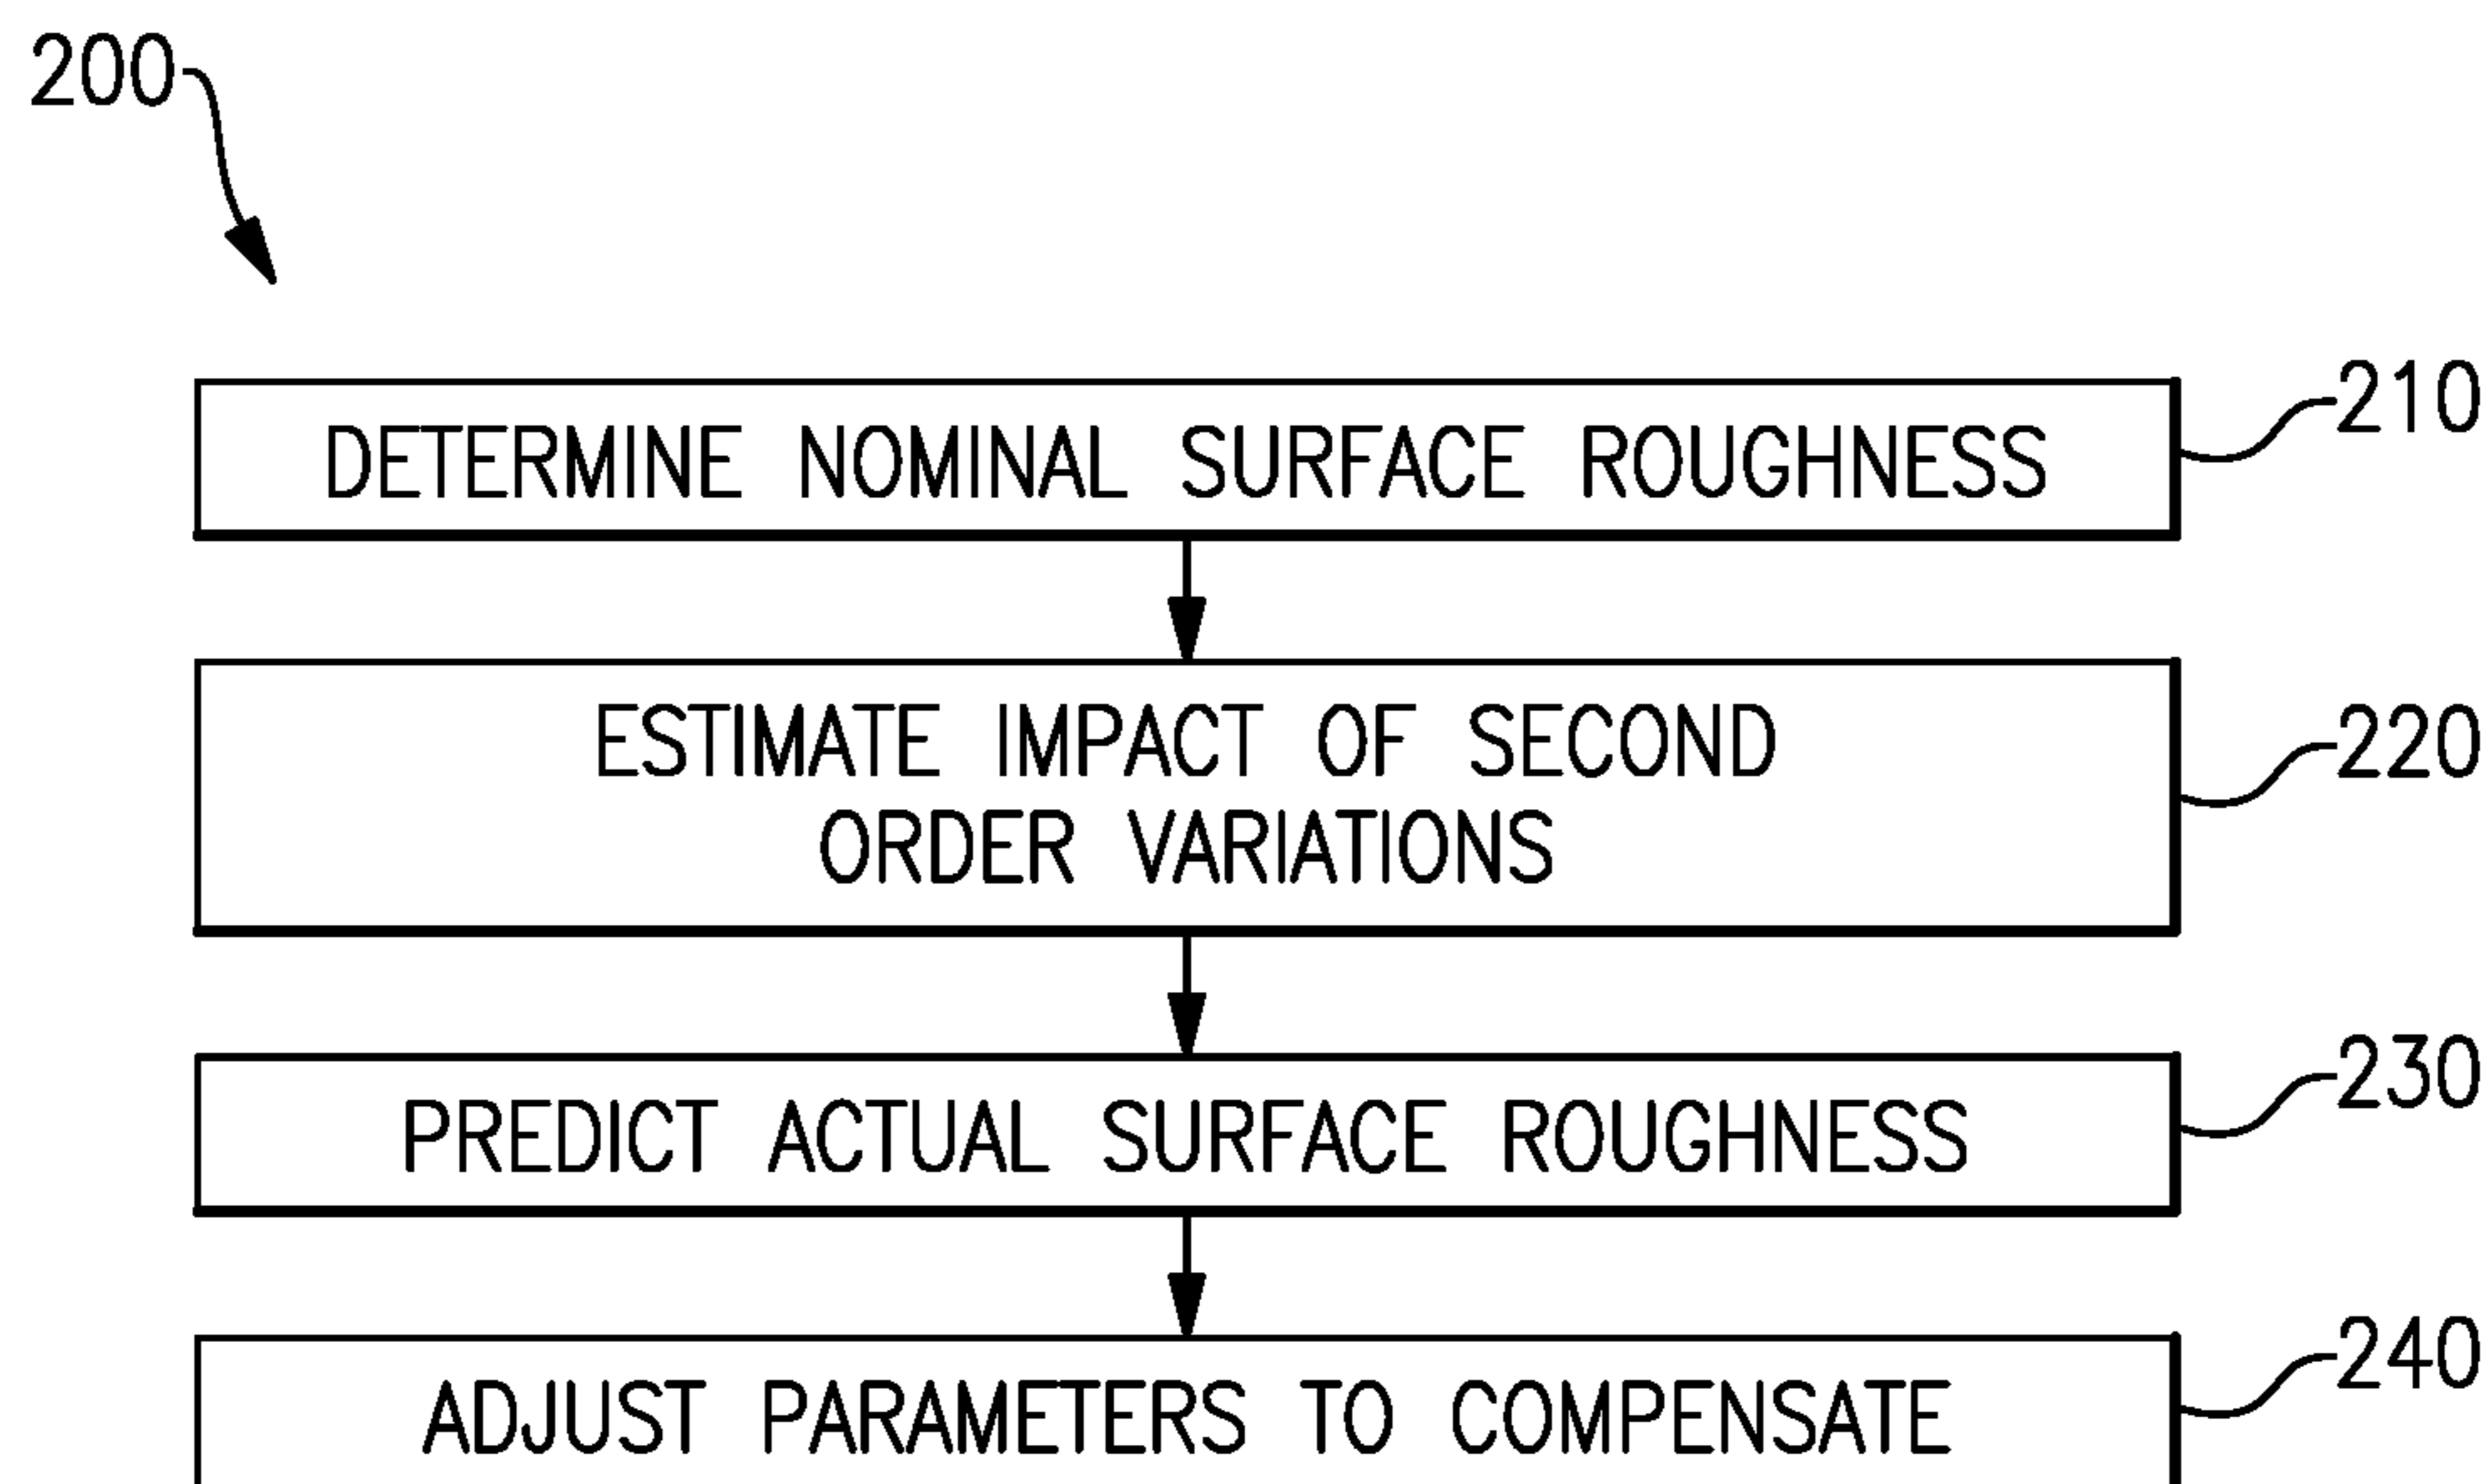 200
DETERMINE NOMINAL SURFACE ROUGHNESS
210
ESTIMATE IMPACT OF SECOND
ORDER VARIATIONS
220
PREDICT ACTUAL SURFACE ROUGHNESS
230
ADJUST PARAMETERS TO COMPENSATE
240